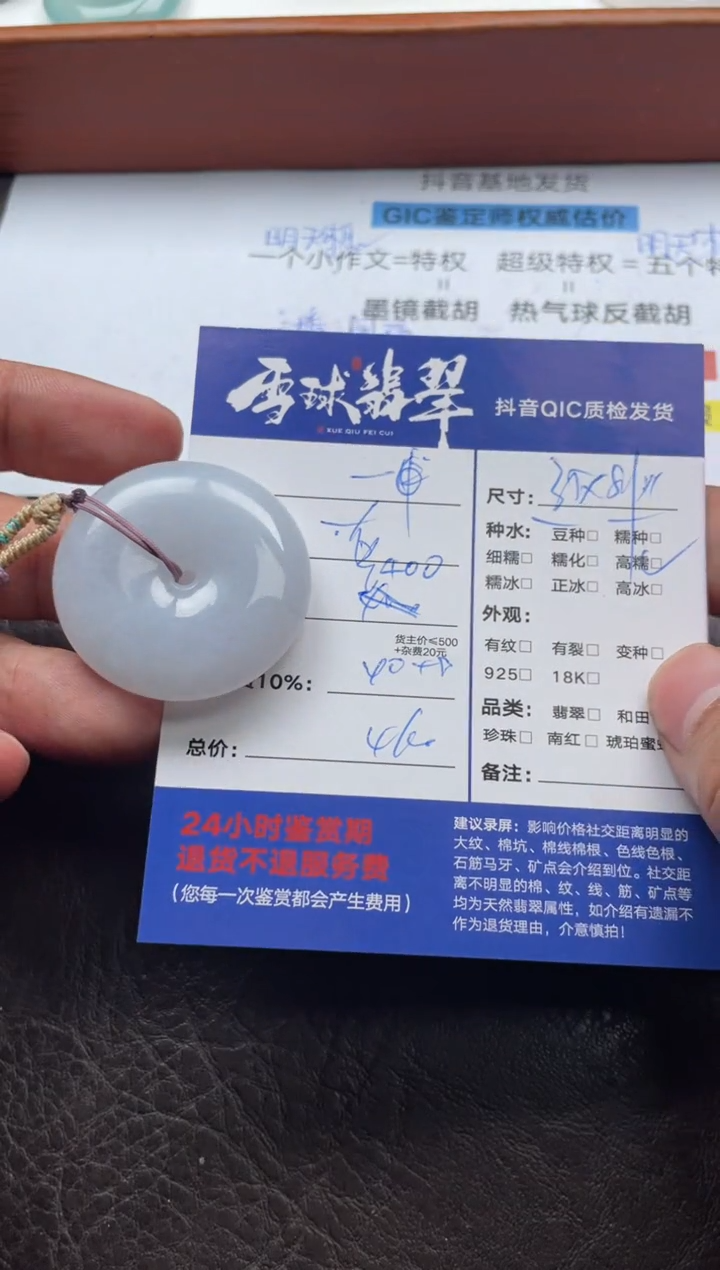 抖音基地发货
GIC鉴定师权威估价
一个小作文=特权 超级特权 = 五个特
= =
墨镜截胡 热气球反截胡
雪球翡翠
XUE QIU FEI CUI
抖音QIC质检发货
400
货主价≤500
+杂费20元
10%:
总价:
尺寸:
种水: 豆种□ 糯种□
细糯□ 糯化□ 高糯□
糯冰□ 正冰□ 高冰□
外观:
有纹□ 有裂□ 变种□
925□ 18K□
品类: 翡翠□ 和田
珍珠□ 南红□ 琥珀蜜
备注:
24小时鉴赏期
退货不退服务费
(您每一次鉴赏都会产生费用)
建议录屏：影响价格社交距离明显的
大纹、棉坑、棉线棉根、色线色根、
石筋马牙、矿点会介绍到位。社交距
离不明显的棉、纹、线、筋、矿点等
均为天然翡翠属性，如介绍有遗漏不
作为退货理由，介意慎拍!